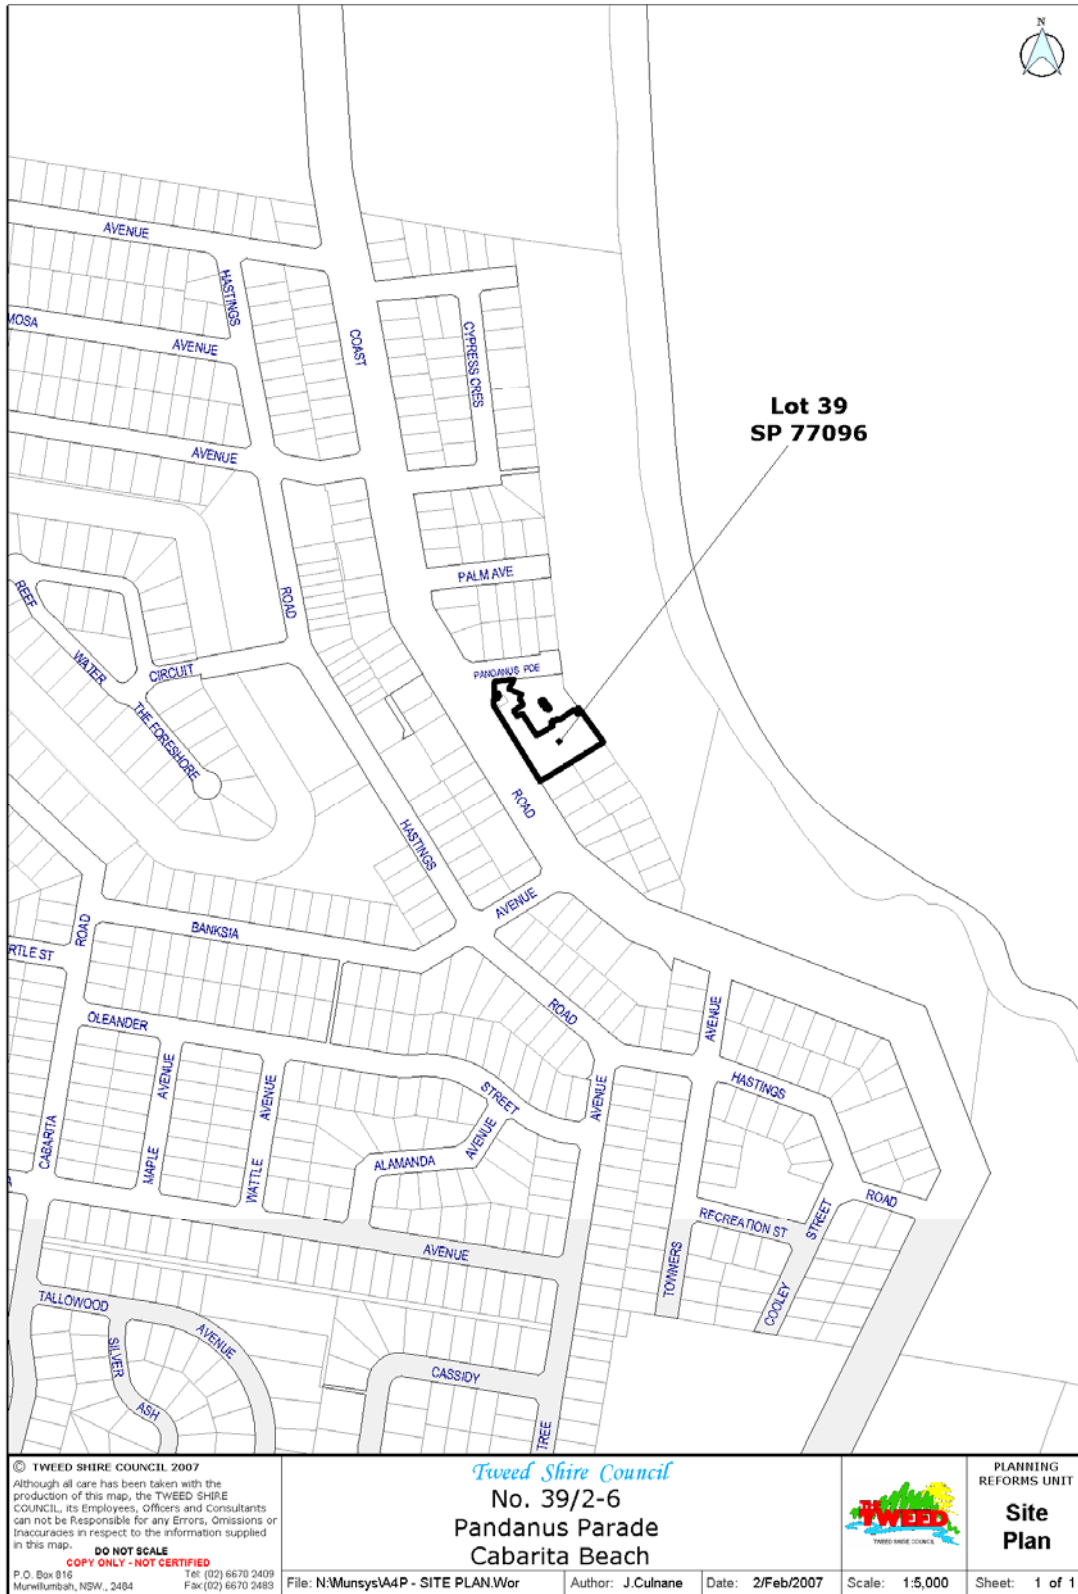 N
AVENUE
HASTINGS
MOSA
AVENUE
COAST
CYPRESS CRES
Lot 39
SP 77096
AVENUE
PALM AVE
REEF
ROAD
WATER
CIRCUIT
PANDANUS PDE
THE FORESHORE
ROAD
HASTINGS
AVENUE
BANKSIA
ROAD
RTLE ST
OLEANDER
ROAD
AVENUE
HASTINGS
AVENUE
AVENUE
STREET
AVENUE
CABARITA
MAPLE
WATTLE
ALAMANDA
AVENUE
A
ROAD
RECREATION ST
STREET
AVENUE
TOWNERS
COOLEY
TALLOWOOD
AVENUE
SILVER
CASSIDY
ASH
TREE
© TWEED SHIRE COUNCIL 2007
Although all care has been taken with the
production of this map, the TWEED SHIRE
COUNCIL, its Employees, Officers and Consultants
can not be Responsible for any Errors, Omissions or
Inaccuracies in respect to the information supplied
in this map.
DO NOT SCALE
COPY ONLY - NOT CERTIFIED
P.O. Box 816
Murwillumbah, NSW., 2484
Tel: (02) 6670 2409
Fax (02) 6670 2483
Tweed Shire Council
No. 39/2-6
Pandanus Parade
Cabarita Beach
THE
TWEED
TWEED SHIRE COUNCIL
PLANNING
REFORMS UNIT
Site
Plan
File: N:\Munsys\A4P - SITE PLAN.Wor
Author: J.Culnane
Date: 2/Feb/2007
Scale: 1:5,000
Sheet: 1 of 1